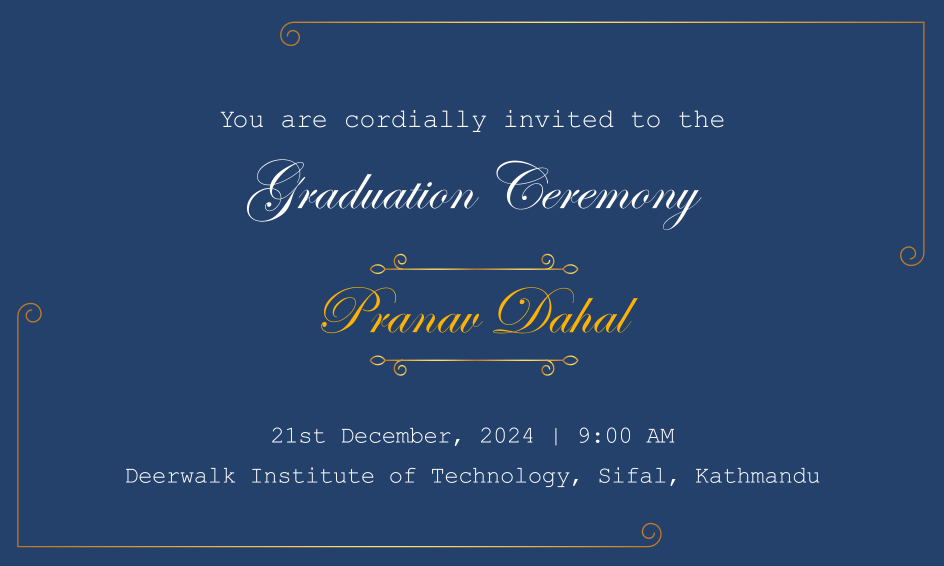 You are cordially invited to the
Graduation Ceremony
Pranav Dahal
21st December, 2024 | 9:00 AM
Deerwalk Institute of Technology, Sifal, Kathmandu